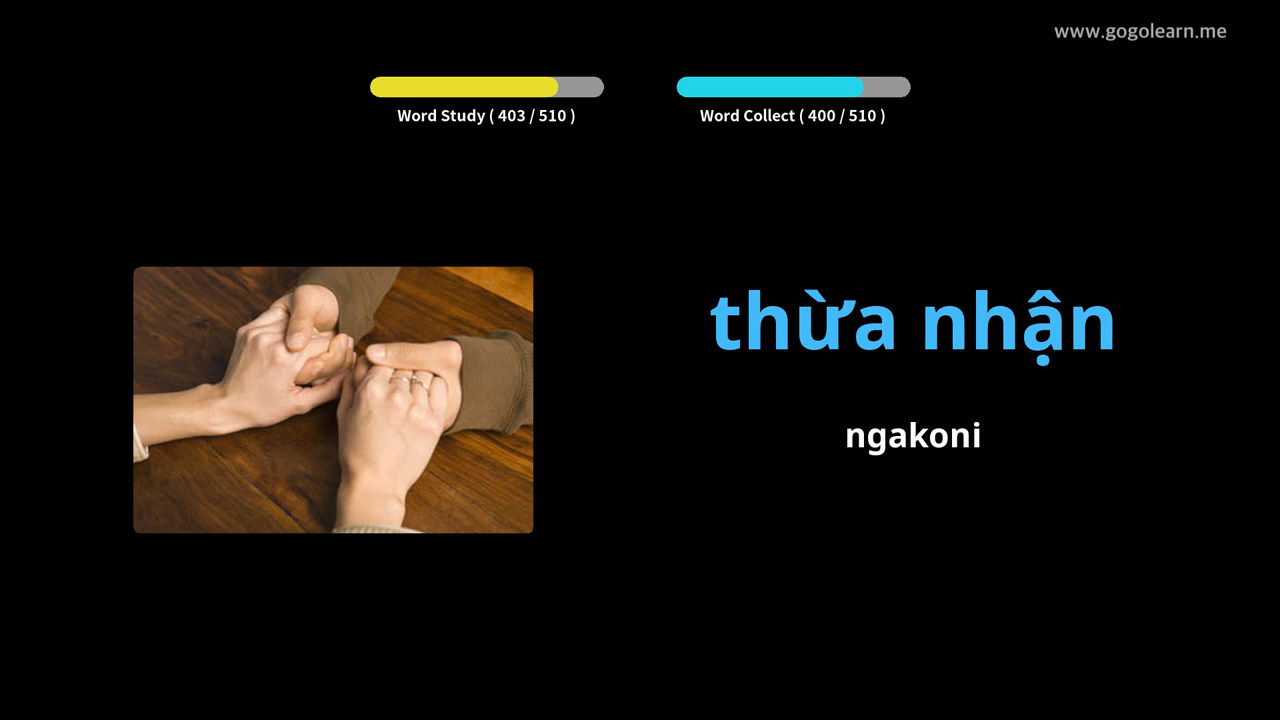 www.gogolearn.me
Word Study ( 403 / 510 )
Word Collect ( 400 / 510 )
thừa nhận
ngakoni